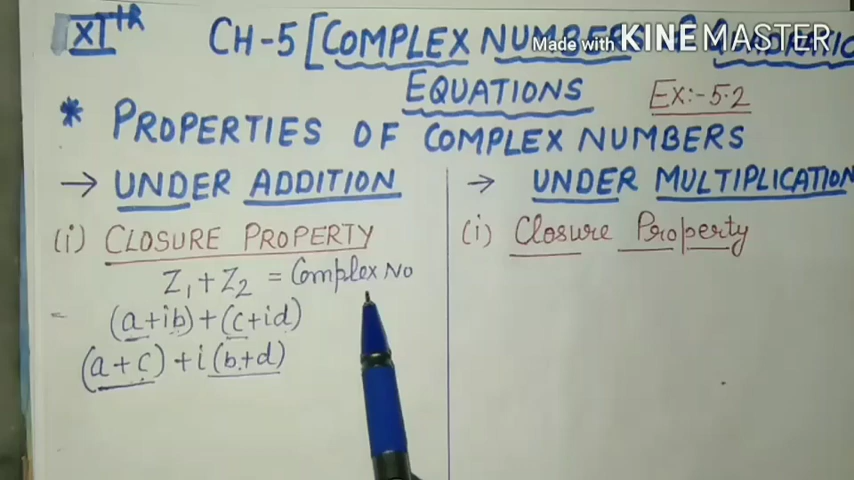 XIth CH-5 [COMPLEX NUMBERS
Made with KINEMASTER
EQUATIONS Ex:-5.2
* PROPERTIES OF COMPLEX NUMBERS
→ UNDER ADDITION
(i) CLOSURE PROPERTY
Z₁+Z₂ = Complex No
= (a+ib)+(c+id)
(a+c)+i(b+d)
→ UNDER MULTIPLICATION
(i) Closure Property